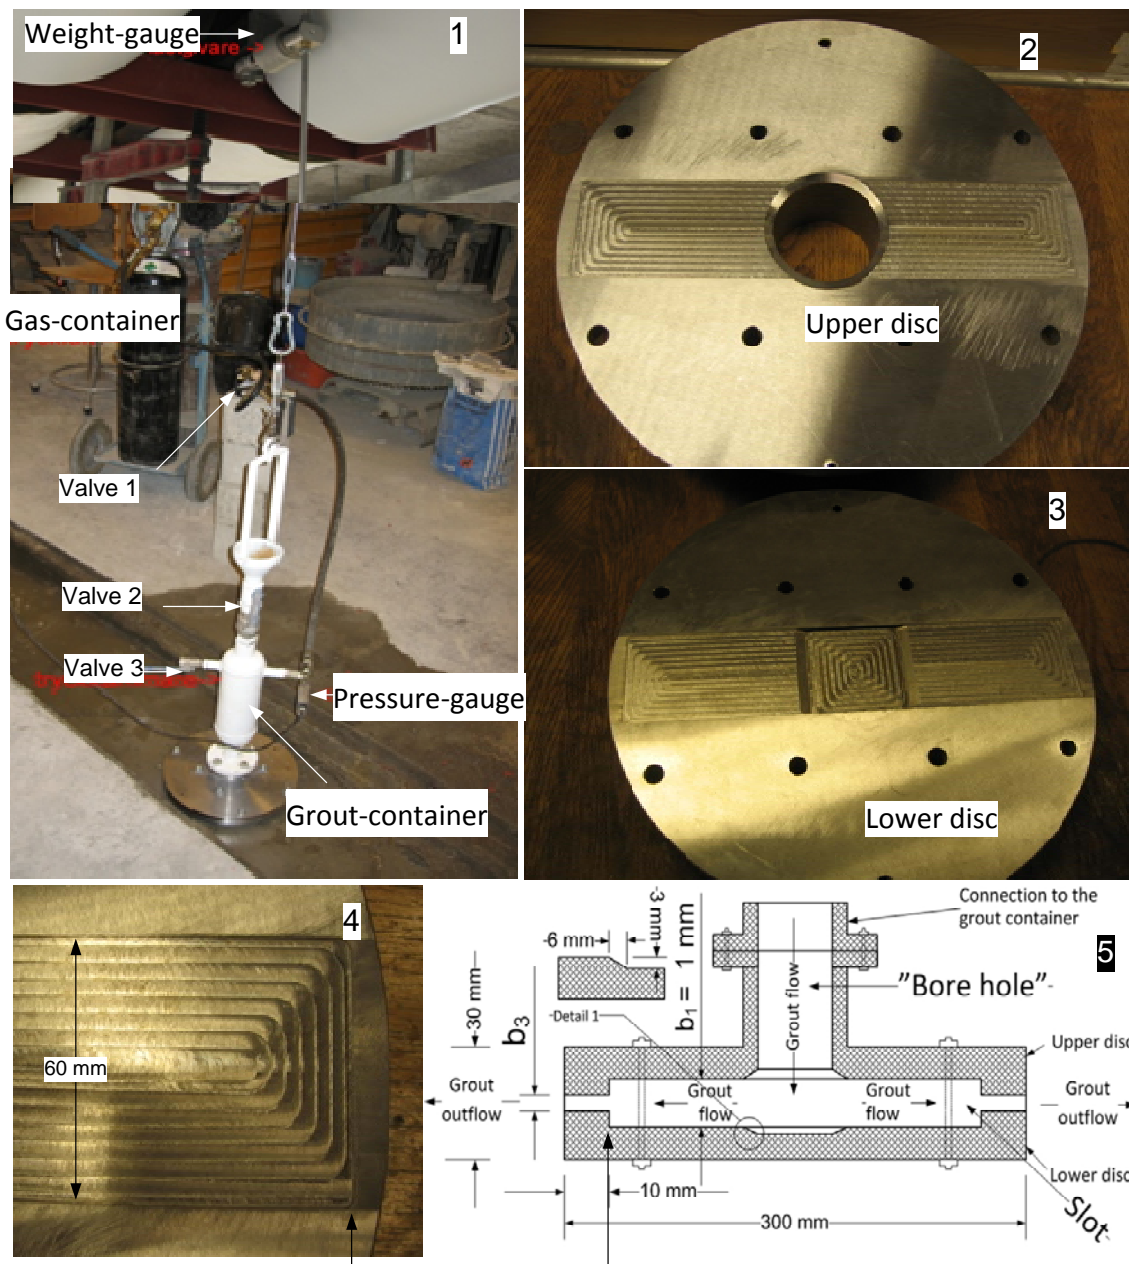 Weight-gauge
1
Gas-container
Valve 1
Valve 2
Valve 3
Pressure-gauge
Grout-container
2
Upper disc
3
Lower disc
4
60 mm
5
Connection to the
grout container
-6 mm-
-3 mm
b₁ = 1 mm
b₃
-30 mm-
-Detail 1
Grout flow
"Bore hole"-
Upper disc
Grout
outflow
Grout
flow
Grout
flow
Grout
outflow
Lower disc
Slot-
-10 mm-
300 mm